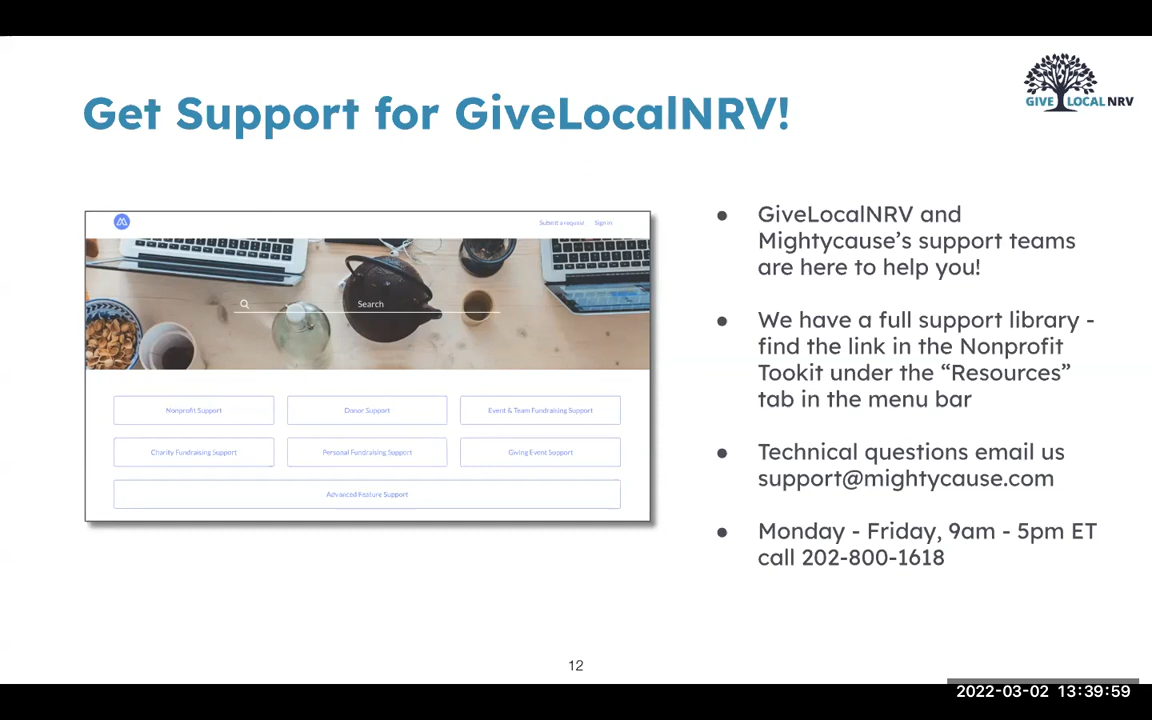 GIVE LOCAL NRV
Get Support for GiveLocalNRV!
Submit a request Sign in
Search
Nonprofit Support Donor Support Event & Team Fundraising Support
Charity Fundraising Support Personal Fundraising Support Giving Event Support
Advanced Feature Support
● GiveLocalNRV and
Mightycause’s support teams
are here to help you!
● We have a full support library -
find the link in the Nonprofit
Tookit under the “Resources”
tab in the menu bar
● Technical questions email us
support@mightycause.com
● Monday - Friday, 9am - 5pm ET
call 202-800-1618
12
2022-03-02 13:39:59